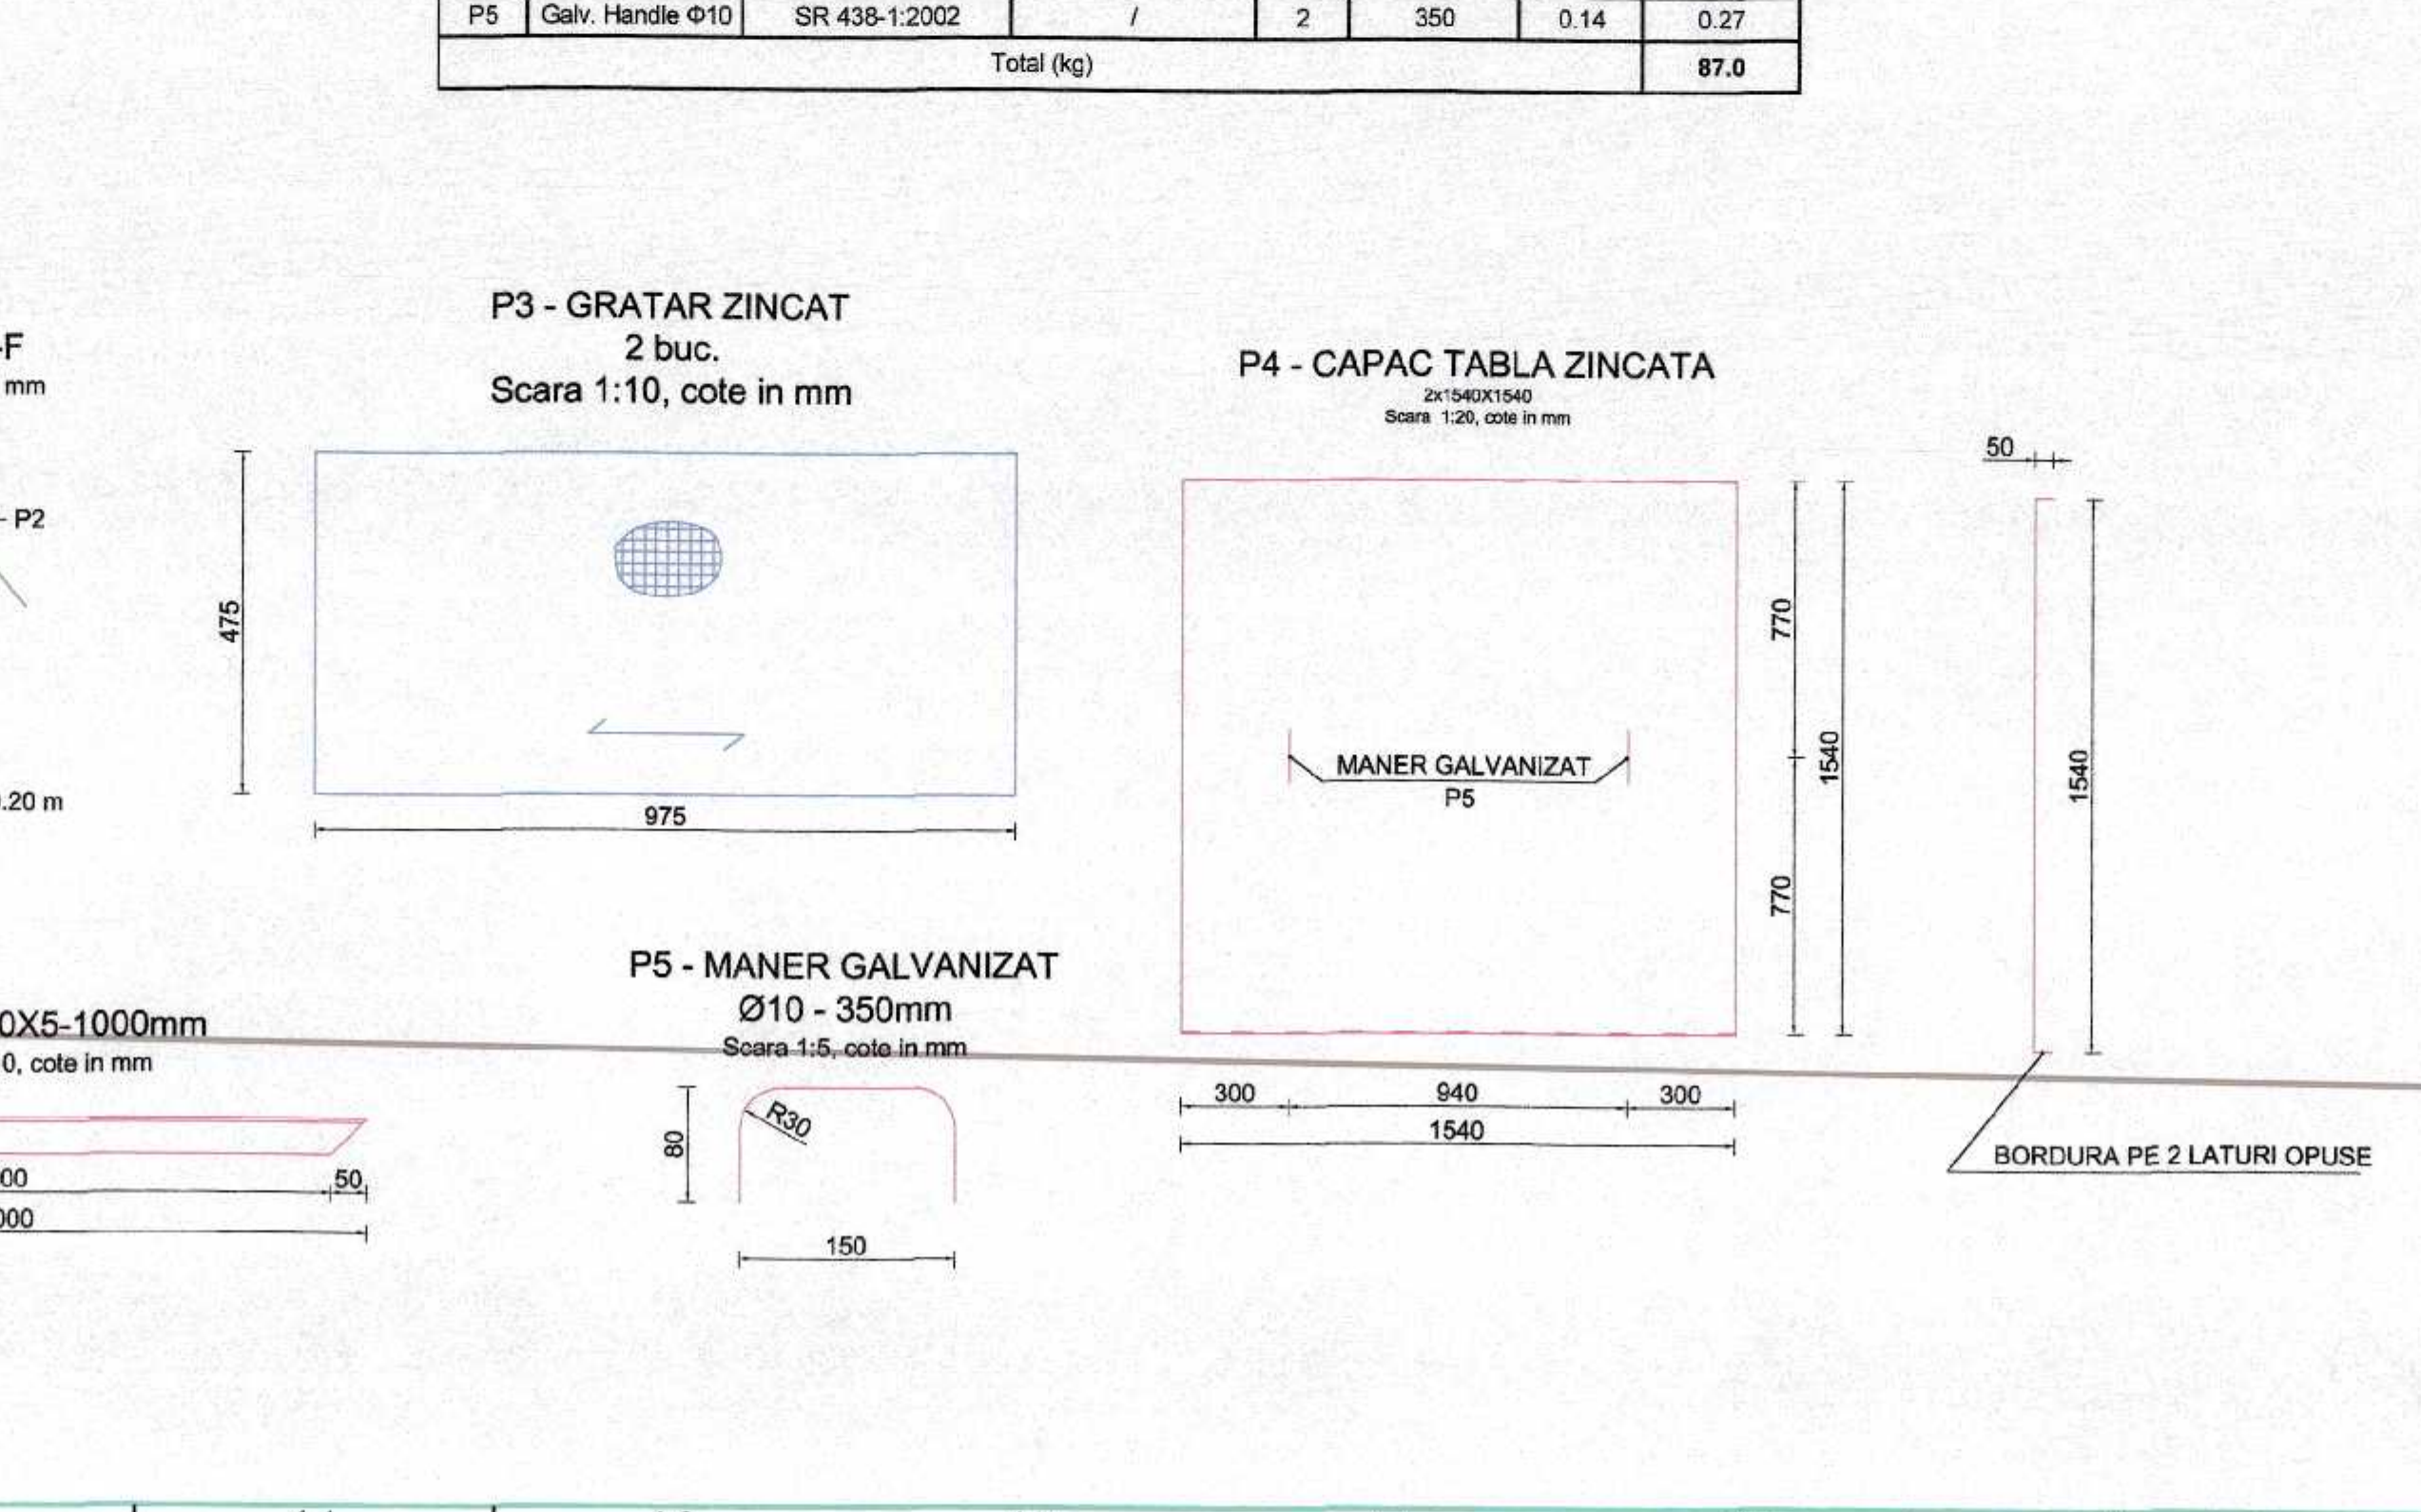 P5 Galv. Handle Φ10 SR 438-1:2002 / 2 350 0.14 0.27
Total (kg) 87.0
P3 - GRATAR ZINCAT
2 buc.
Scara 1:10, cote in mm
-F
mm
- P2
.20 m
475
975
P4 - CAPAC TABLA ZINCATA
2x1540X1540
Scara 1:20, cote in mm
770
770
1540
MANER GALVANIZAT
P5
300 940 300
1540
50
1540
BORDURA PE 2 LATURI OPUSE
0X5-1000mm
0, cote in mm
00 50
000
P5 - MANER GALVANIZAT
Ø10 - 350mm
Scara 1:5, cote in mm
R30
80
150